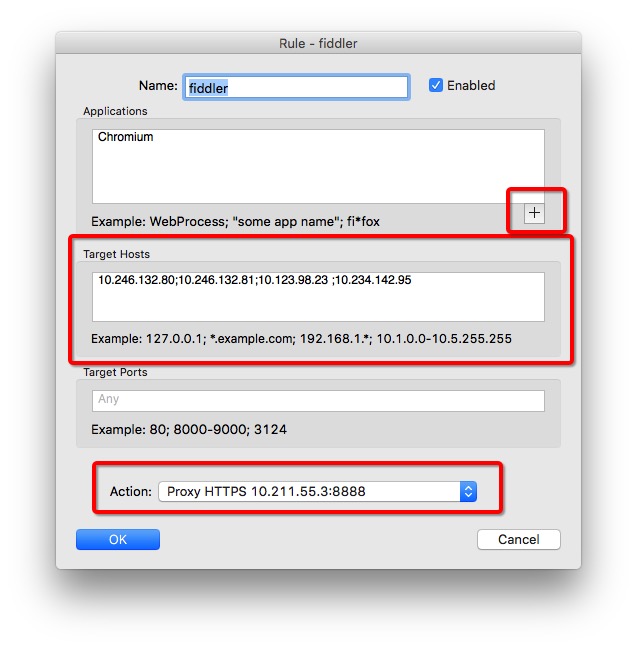 Rule - fiddler
Name: fiddler Enabled
Applications
Chromium
+
Example: WebProcess; "some app name"; fi*fox
Target Hosts
10.246.132.80;10.246.132.81;10.123.98.23 ;10.234.142.95
Example: 127.0.0.1; *.example.com; 192.168.1.*; 10.1.0.0-10.5.255.255
Target Ports
Any
Example: 80; 8000-9000; 3124
Action: Proxy HTTPS 10.211.55.3:8888
OK Cancel